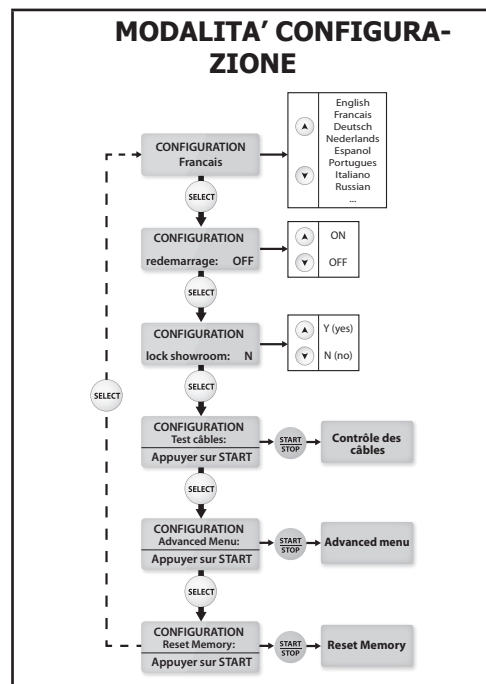 MODALITA’ CONFIGURA-
ZIONE
CONFIGURATION
Francais
English
Francais
Deutsch
Nederlands
Espanol
Portugues
Italiano
Russian
...
SELECT
CONFIGURATION
redemarrage: OFF
ON
OFF
SELECT
CONFIGURATION
lock showroom: N
Y (yes)
N (no)
SELECT
SELECT
CONFIGURATION
Test câbles:
Appuyer sur START
START
STOP
Contrôle des
câbles
SELECT
CONFIGURATION
Advanced Menu:
Appuyer sur START
START
STOP
Advanced menu
SELECT
CONFIGURATION
Reset Memory:
Appuyer sur START
START
STOP
Reset Memory